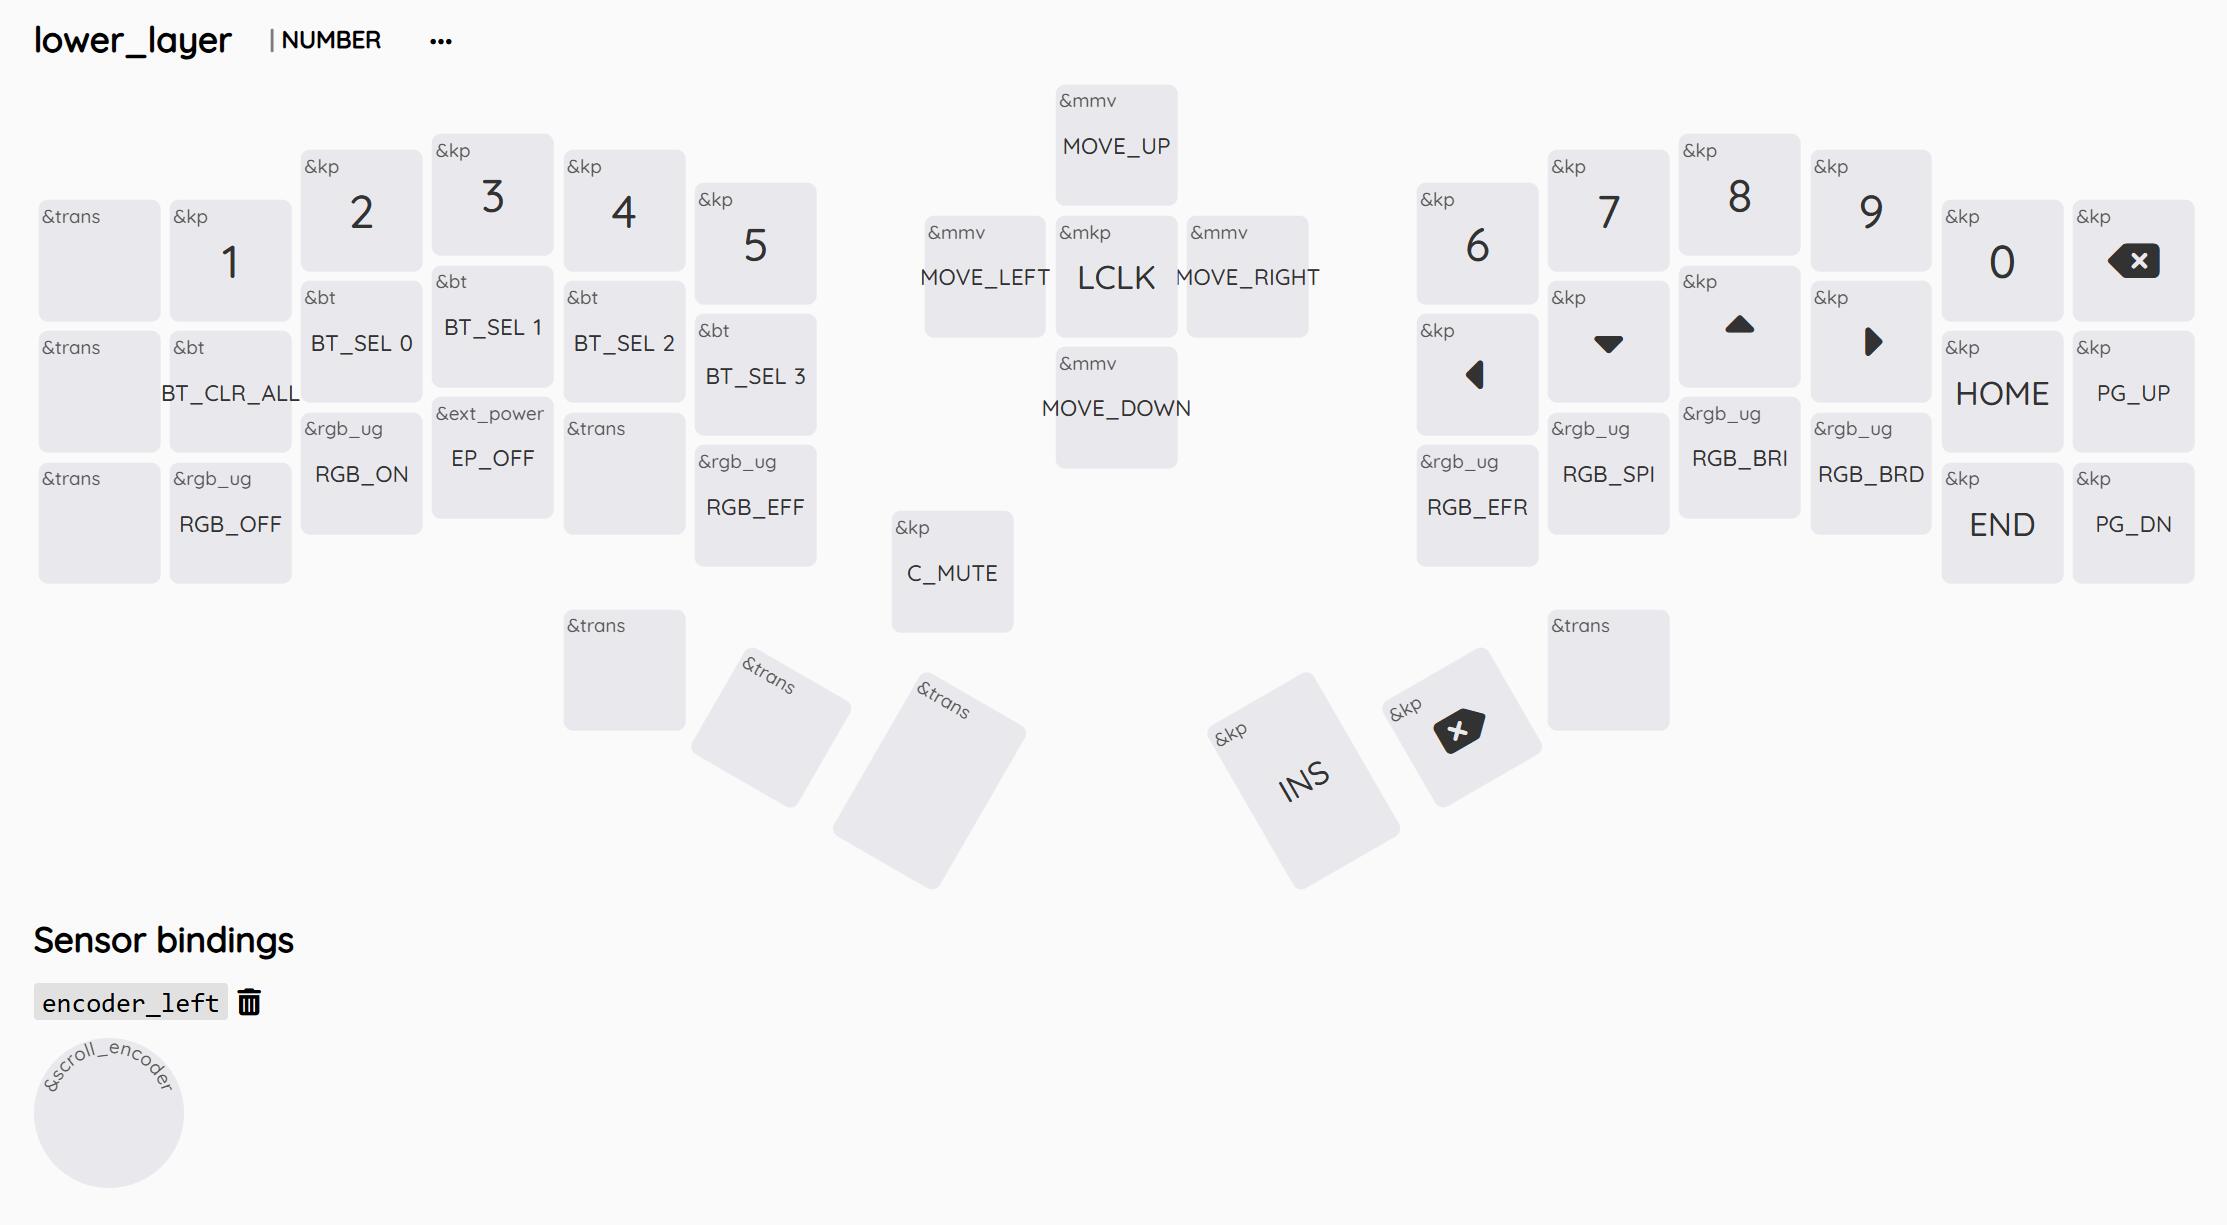 lower_layer | NUMBER ...
&mmv
MOVE_UP
&trans
&kp
1
&kp
2
&kp
3
&kp
4
&kp
5
&mmv
MOVE_LEFT
&mkp
LCLK
&mmv
MOVE_RIGHT
&kp
6
&kp
7
&kp
8
&kp
9
&kp
0
&kp
&trans
&bt
BT_CLR_ALL
&bt
BT_SEL 0
&bt
BT_SEL 1
&bt
BT_SEL 2
&bt
BT_SEL 3
&mmv
MOVE_DOWN
&kp
&kp
&kp
&kp
&kp
HOME
&kp
PG_UP
&trans
&rgb_ug
RGB_OFF
&rgb_ug
RGB_ON
&ext_power
EP_OFF
&trans
&rgb_ug
RGB_EFF
&kp
C_MUTE
&rgb_ug
RGB_EFR
&rgb_ug
RGB_SPI
&rgb_ug
RGB_BRI
&rgb_ug
RGB_BRD
&kp
END
&kp
PG_DN
&trans
&trans
&trans
&kp
INS
&kp
&trans
Sensor bindings
encoder_left
&scroll_encoder